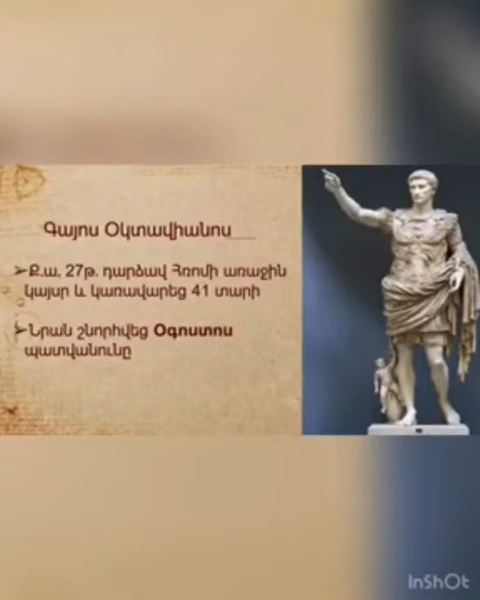 Գայոս Օկտավիանոս
➢Ք.ա. 27թ. դարձավ Հռոմի առաջին
կայսր և կառավարեց 41 տարի
➢Նրան շնորհվեց Օգոստոս
պատվանունը
InShOt